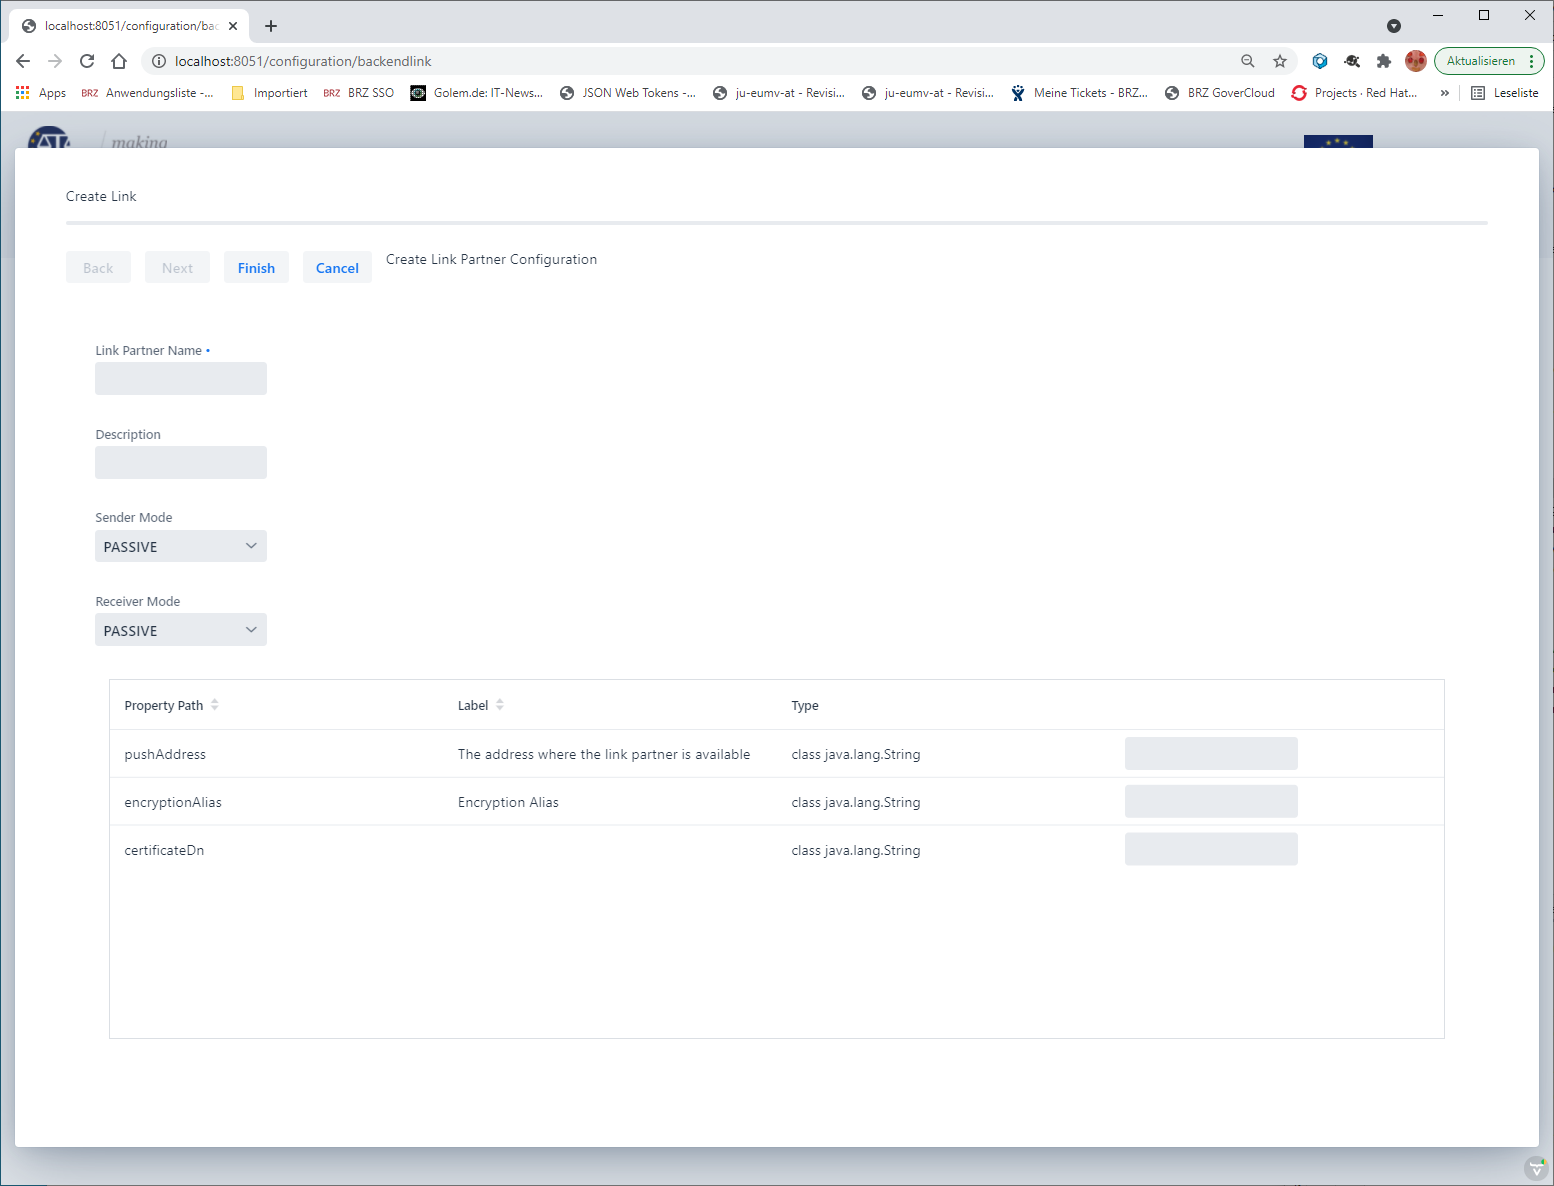 localhost:8051/configuration/bac
localhost:8051/configuration/backendlink
Aktualisieren
Apps
BRZ Anwendungsliste -...
Importiert
BRZ BRZ SSO
Golem.de: IT-News...
JSON Web Tokens -...
ju-eumv-at - Revisi...
ju-eumv-at - Revisi...
Meine Tickets - BRZ...
BRZ GoverCloud
Projects · Red Hat...
»
Leseliste
making
Create Link
Back
Next
Finish
Cancel
Create Link Partner Configuration
Link Partner Name •
Description
Sender Mode
PASSIVE
Receiver Mode
PASSIVE
Property Path Label Type
pushAddress The address where the link partner is available class java.lang.String
encryptionAlias Encryption Alias class java.lang.String
certificateDn class java.lang.String